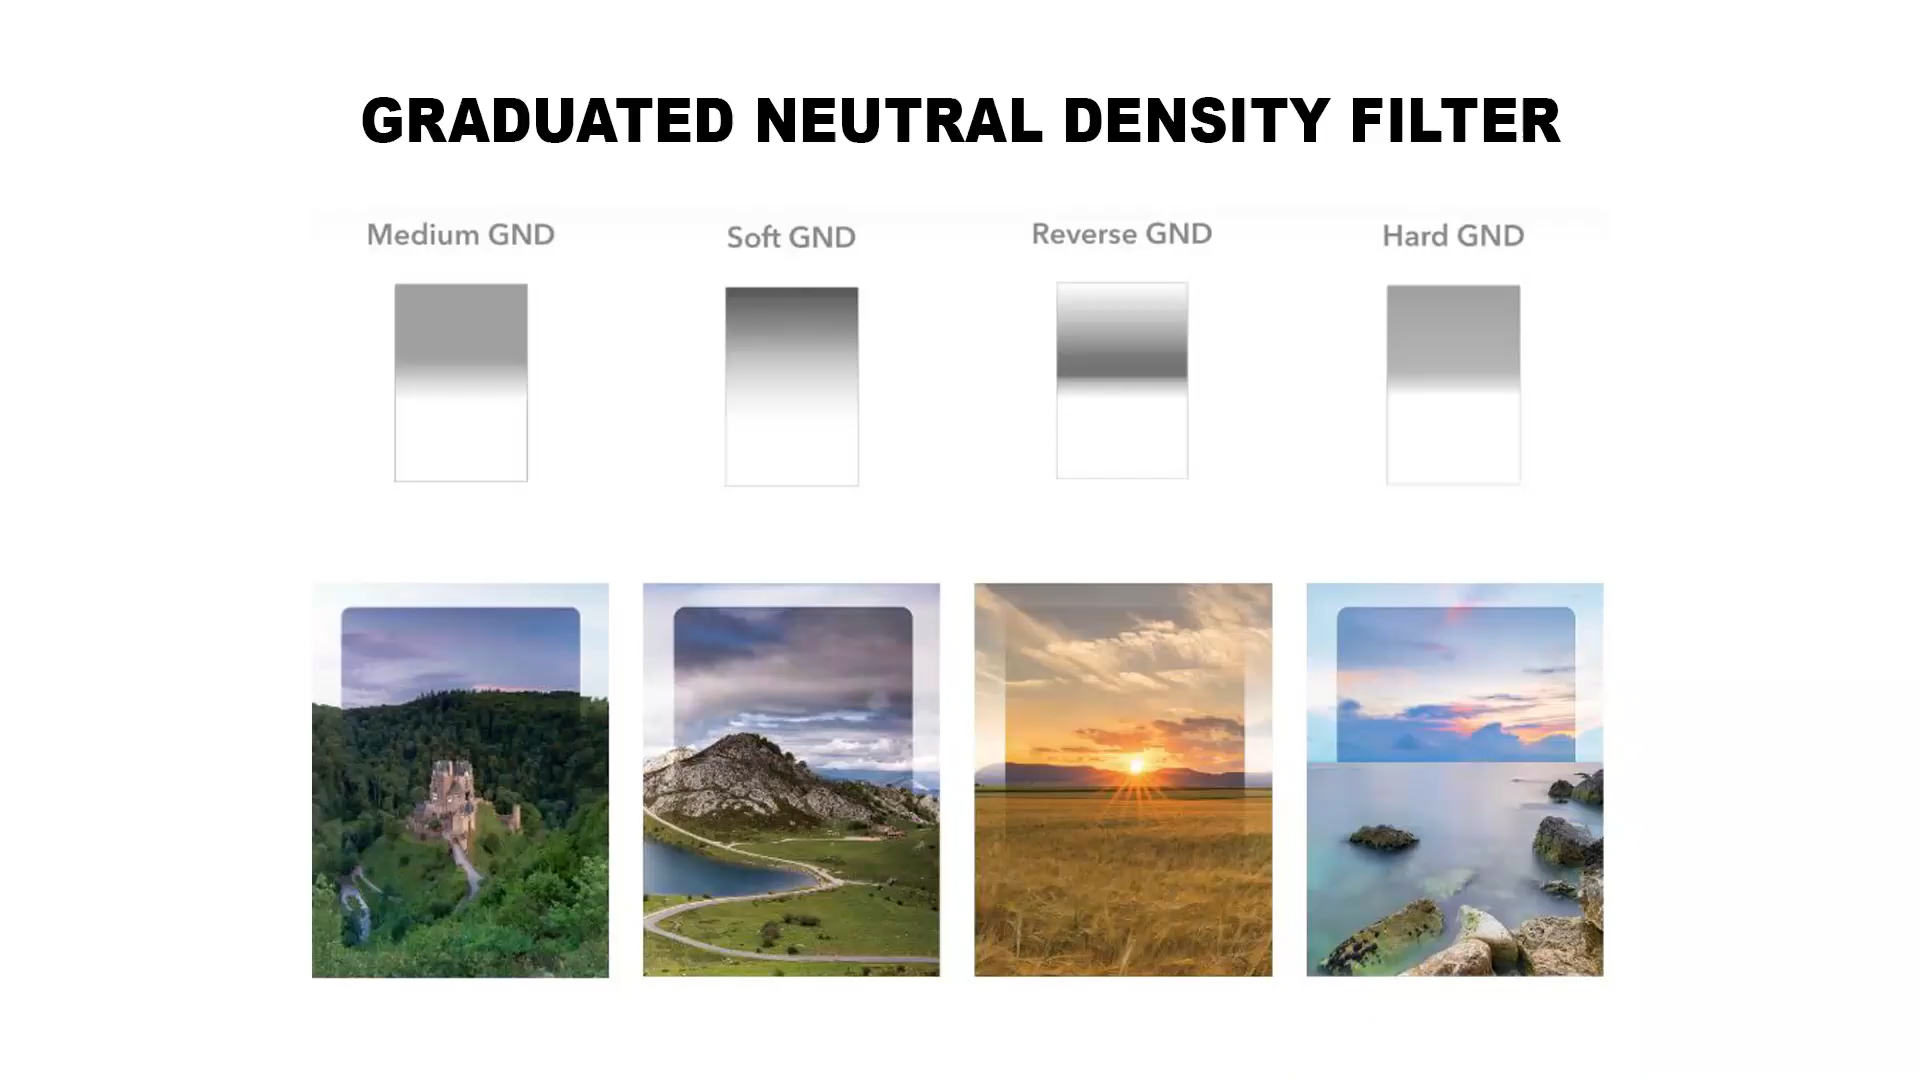 GRADUATED NEUTRAL DENSITY FILTER
Medium GND
Soft GND
Reverse GND
Hard GND